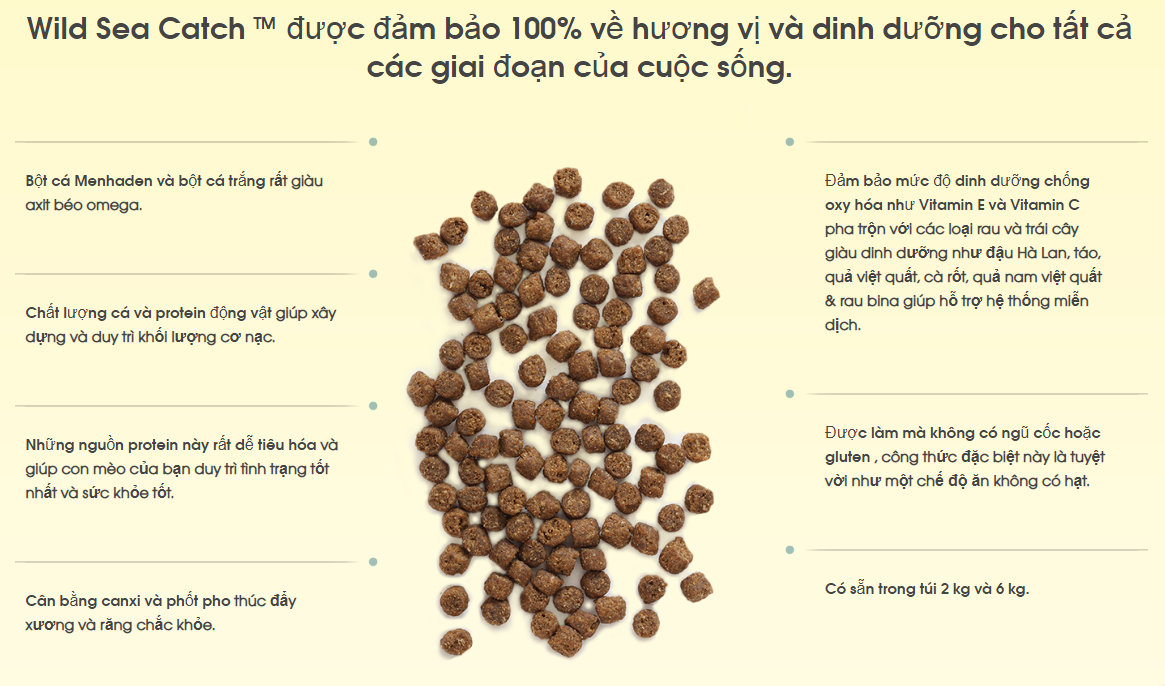 Wild Sea Catch ™ được đảm bảo 100% về hương vị và dinh dưỡng cho tất cả
các giai đoạn của cuộc sống.
Bột cá Menhaden và bột cá trắng rất giàu
axit béo omega.
Chất lượng cá và protein động vật giúp xây
dựng và duy trì khối lượng cơ nạc.
Những nguồn protein này rất dễ tiêu hóa và
giúp con mèo của bạn duy trì tình trạng tốt
nhất và sức khỏe tốt.
Cân bằng canxi và phốt pho thúc đẩy
xương và răng chắc khỏe.
Đảm bảo mức độ dinh dưỡng chống
oxy hóa như Vitamin E và Vitamin C
pha trộn với các loại rau và trái cây
giàu dinh dưỡng như đậu Hà Lan, táo,
quả việt quất, cà rốt, quả nam việt quất
& rau bina giúp hỗ trợ hệ thống miễn
dịch.
Được làm mà không có ngũ cốc hoặc
gluten , công thức đặc biệt này là tuyệt
vời như một chế độ ăn không có hạt.
Có sẵn trong túi 2 kg và 6 kg.